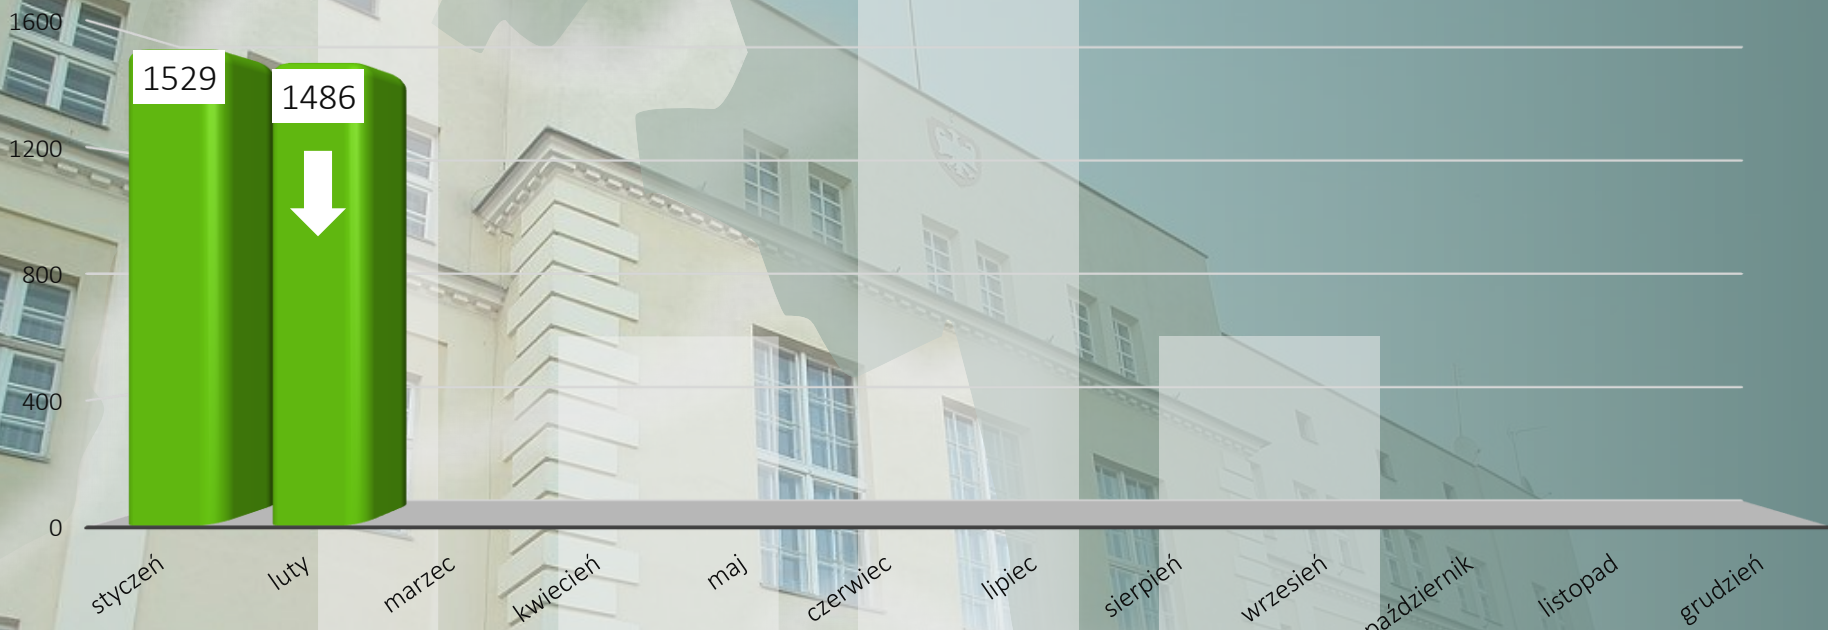 1600
1200
800
400
0
1529
1486
styczeń
luty
marzec
kwiecień
maj
czerwiec
lipiec
sierpień
wrzesień
październik
listopad
grudzień